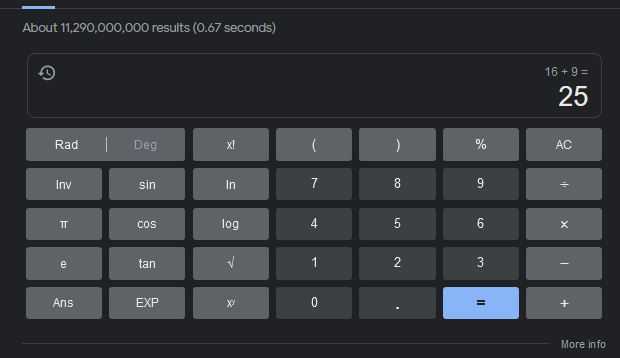 About 11,290,000,000 results (0.67 seconds)
16 + 9 =
25
Rad | Deg x! ( ) % AC
Inv sin ln 7 8 9 ÷
π cos log 4 5 6 ×
e tan √ 1 2 3 −
Ans EXP xʸ 0 . = +
More info